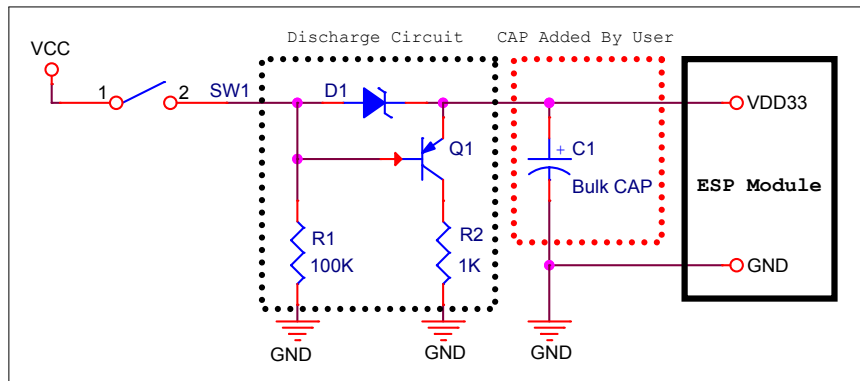 Discharge Circuit
CAP Added By User
VCC
1
2
SW1
D1
VDD33
Q1
+ C1
Bulk CAP
ESP Module
R1
100K
R2
1K
GND
GND
GND
GND